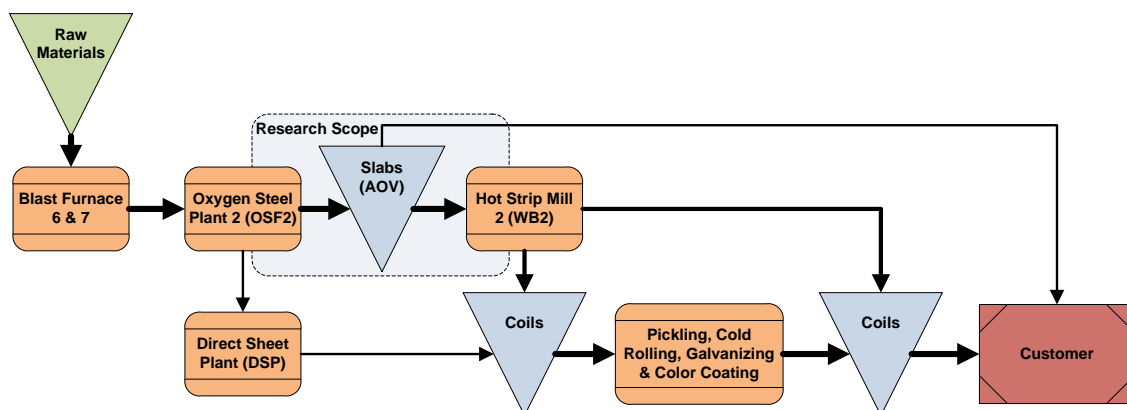 Raw
Materials
Research Scope
Slabs
(AOV)
Blast Furnace
6 & 7
Oxygen Steel
Plant 2 (OSF2)
Hot Strip Mill
2 (WB2)
Direct Sheet
Plant (DSP)
Coils
Pickling, Cold
Rolling, Galvanizing
& Color Coating
Coils
Customer